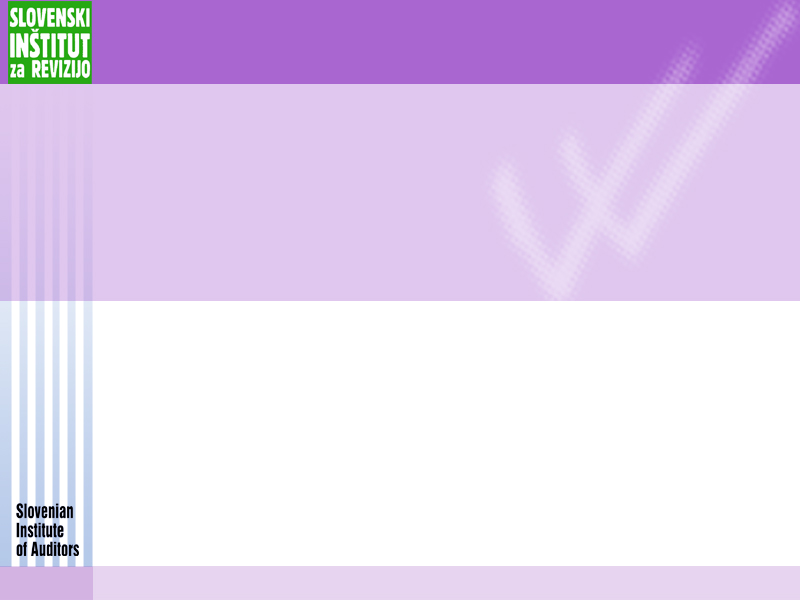 SLOVENSKI
INŠTITUT
za REVIZIJO
Slovenian
Institute
of Auditors